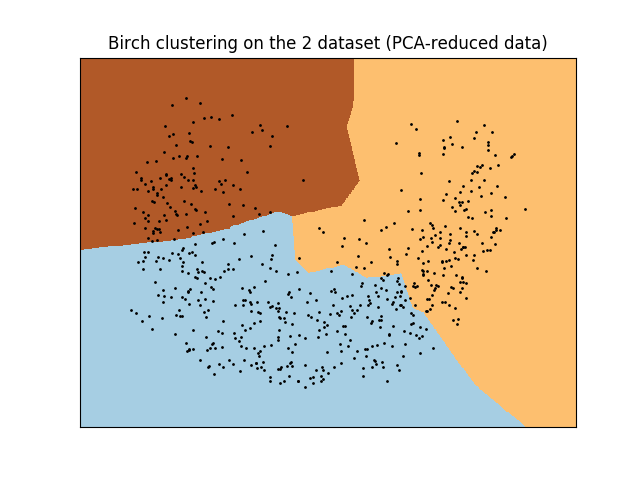 Birch clustering on the 2 dataset (PCA-reduced data)